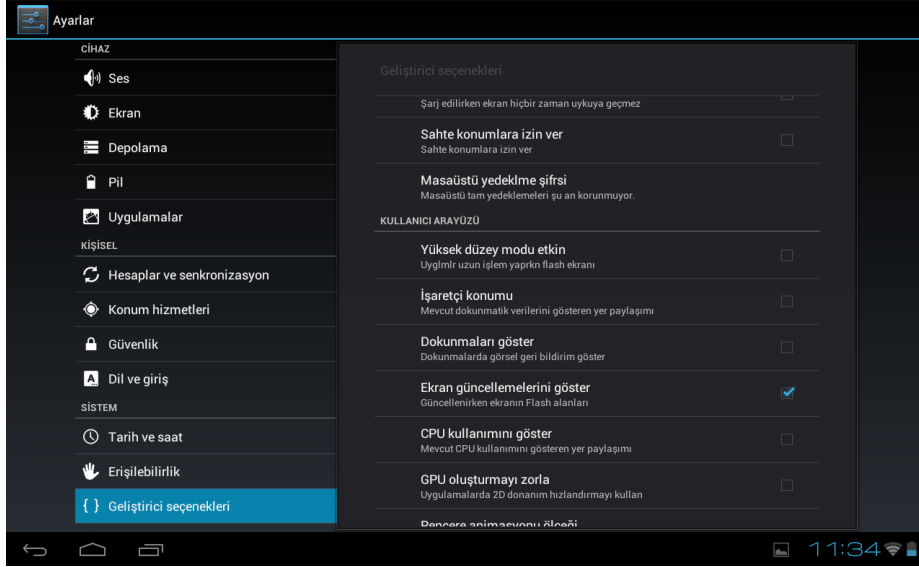 Ayarlar
CİHAZ
Ses
Ekran
Depolama
Pil
Uygulamalar
KİŞİSEL
Hesaplar ve senkronizasyon
Konum hizmetleri
Güvenlik
Dil ve giriş
SİSTEM
Tarih ve saat
Erişilebilirlik
{ } Geliştirici seçenekleri
Geliştirici seçenekleri
Şarj edilirken ekran hiçbir zaman uykuya geçmez
Sahte konumlara izin ver
Sahte konumlara izin ver
Masaüstü yedeklme şifrsi
Masaüstü tam yedeklemeleri şu an korunmuyor.
KULLANICI ARAYÜZÜ
Yüksek düzey modu etkin
Uyglmlr uzun işlem yaprkn flash ekranı
İşaretçi konumu
Mevcut dokunmatik verilerini gösteren yer paylaşımı
Dokunmaları göster
Dokunmalarda görsel geri bildirim göster
Ekran güncellemelerini göster
Güncellenirken ekranın Flash alanları
CPU kullanımını göster
Mevcut CPU kullanımını gösteren yer paylaşımı
GPU oluşturmayı zorla
Uygulamalarda 2D donanım hızlandırmayı kullan
Pencere animasyonu ölçeği
11:34